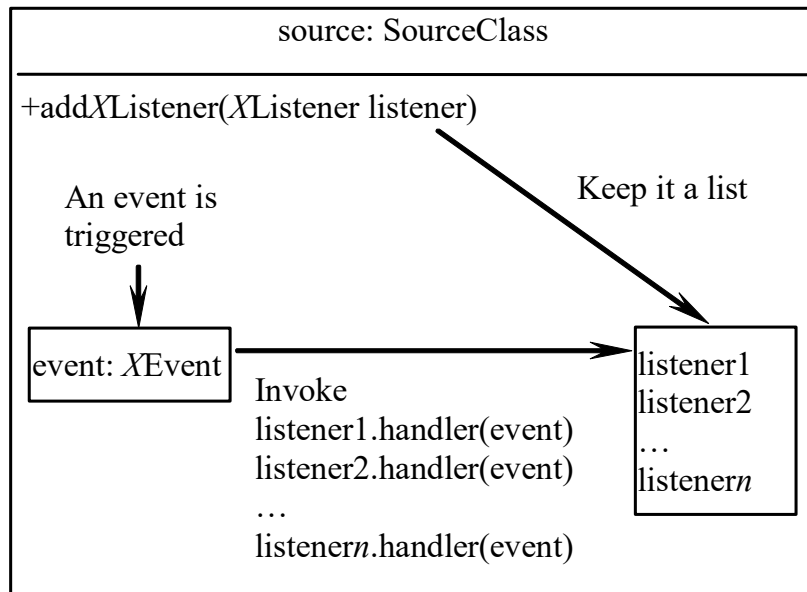 source: SourceClass
+addXListener(XListener listener)
An event is
triggered
Keep it a list
event: XEvent
Invoke
listener1.handler(event)
listener2.handler(event)
…
listenern.handler(event)
listener1
listener2
…
listenern